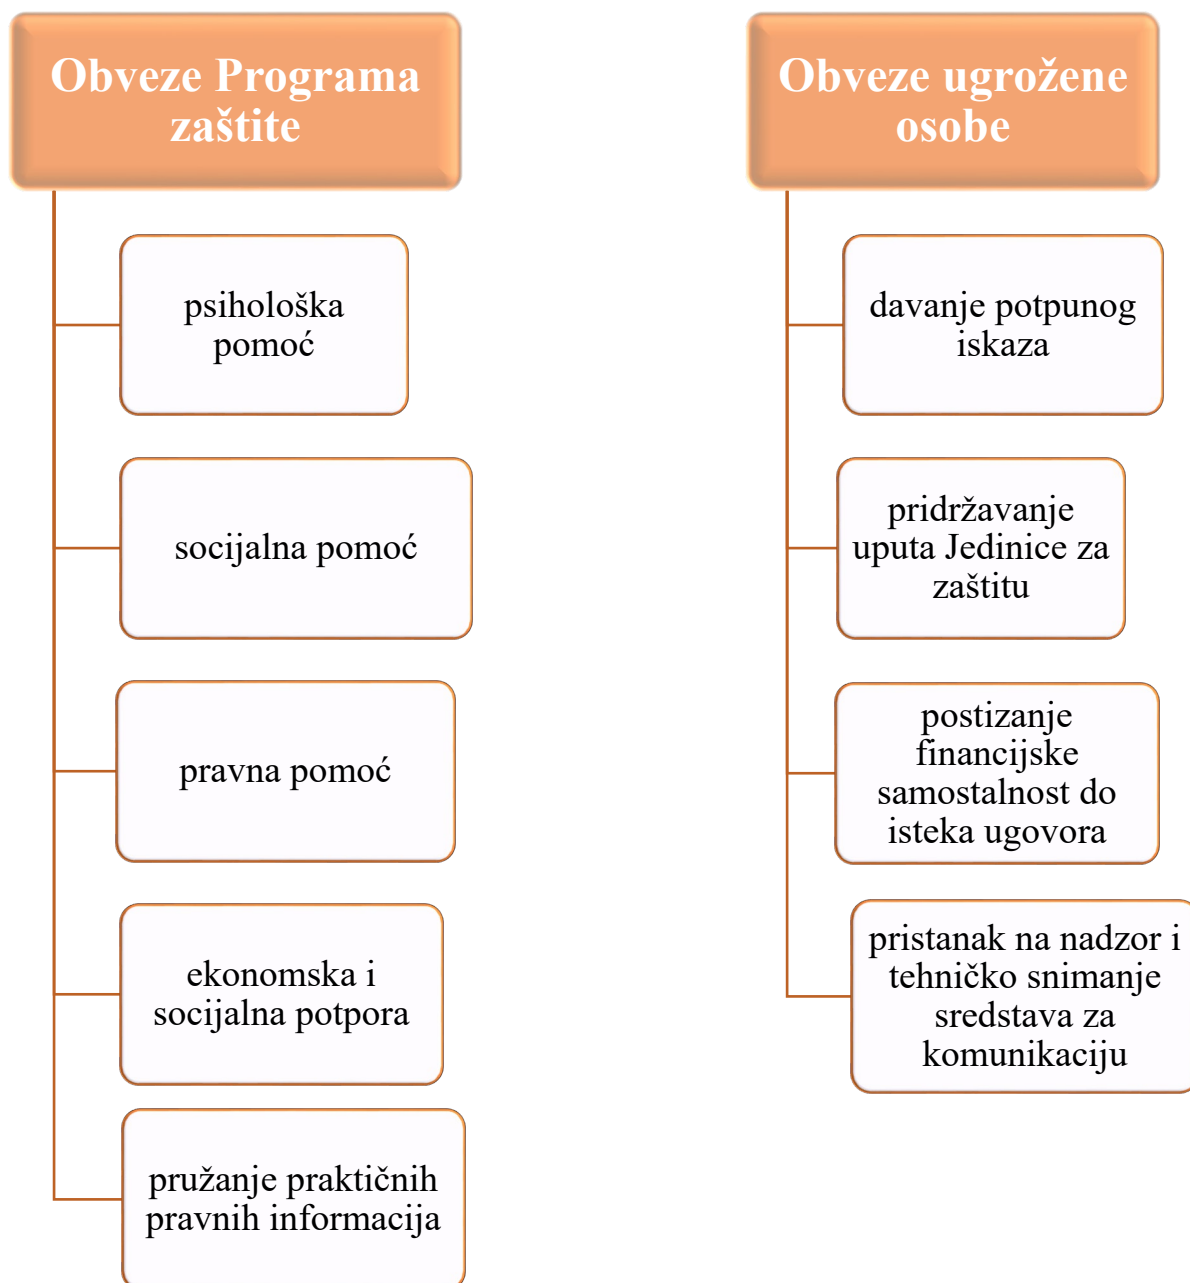 Obveze Programa
zaštite
psihološka
pomoć
socijalna pomoć
pravna pomoć
ekonomska i
socijalna potpora
pružanje praktičnih
pravnih informacija
Obveze ugrožene
osobe
davanje potpunog
iskaza
pridržavanje
uputa Jedinice za
zaštitu
postizanje
financijske
samostalnost do
isteka ugovora
pristanak na nadzor i
tehničko snimanje
sredstava za
komunikaciju